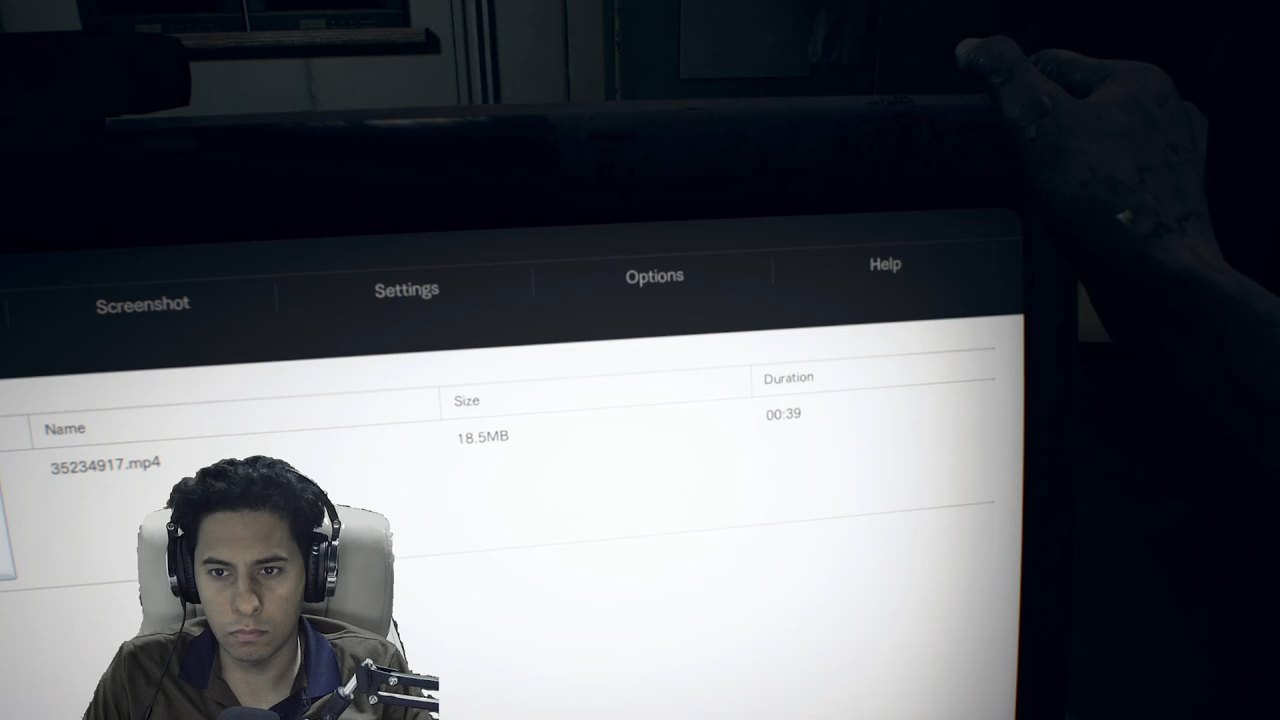 Screenshot Settings Options Help
Name Size Duration
35234917.mp4 18.5MB 00:39